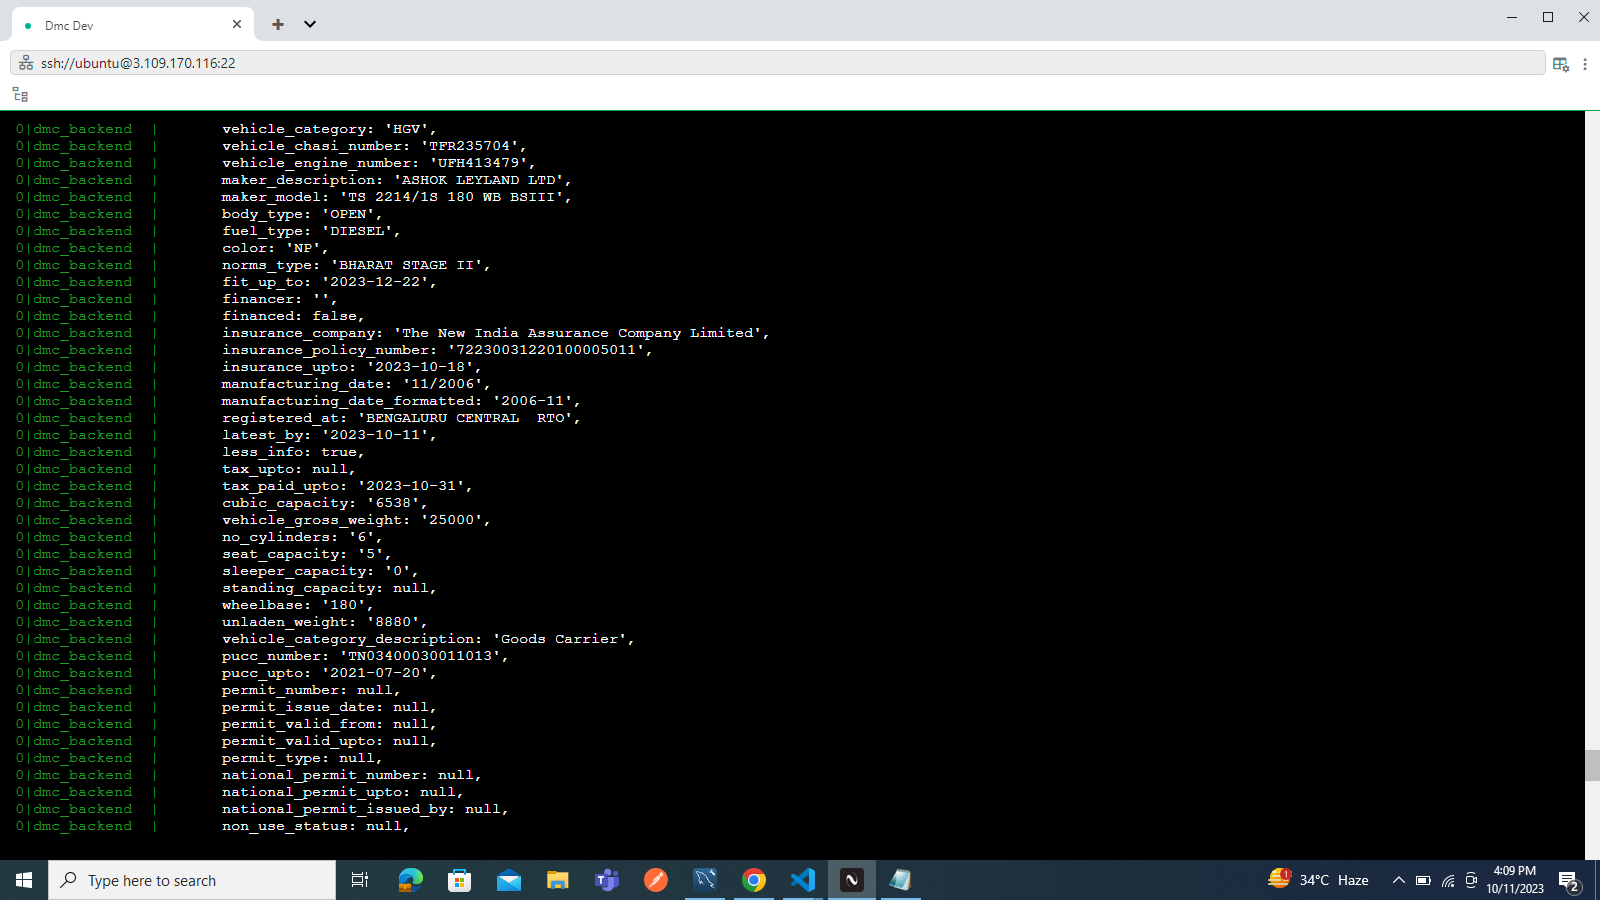 Dmc Dev
ssh://ubuntu@3.109.170.116:22
0|dmc_backend  |       vehicle_category: 'HGV',
0|dmc_backend  |       vehicle_chasi_number: 'TFR235704',
0|dmc_backend  |       vehicle_engine_number: 'UFH413479',
0|dmc_backend  |       maker_description: 'ASHOK LEYLAND LTD',
0|dmc_backend  |       maker_model: 'TS 2214/1S 180 WB BSIII',
0|dmc_backend  |       body_type: 'OPEN',
0|dmc_backend  |       fuel_type: 'DIESEL',
0|dmc_backend  |       color: 'NP',
0|dmc_backend  |       norms_type: 'BHARAT STAGE II',
0|dmc_backend  |       fit_up_to: '2023-12-22',
0|dmc_backend  |       financer: '',
0|dmc_backend  |       financed: false,
0|dmc_backend  |       insurance_company: 'The New India Assurance Company Limited',
0|dmc_backend  |       insurance_policy_number: '72230031220100005011',
0|dmc_backend  |       insurance_upto: '2023-10-18',
0|dmc_backend  |       manufacturing_date: '11/2006',
0|dmc_backend  |       manufacturing_date_formatted: '2006-11',
0|dmc_backend  |       registered_at: 'BENGALURU CENTRAL  RTO',
0|dmc_backend  |       latest_by: '2023-10-11',
0|dmc_backend  |       less_info: true,
0|dmc_backend  |       tax_upto: null,
0|dmc_backend  |       tax_paid_upto: '2023-10-31',
0|dmc_backend  |       cubic_capacity: '6538',
0|dmc_backend  |       vehicle_gross_weight: '25000',
0|dmc_backend  |       no_cylinders: '6',
0|dmc_backend  |       seat_capacity: '5',
0|dmc_backend  |       sleeper_capacity: '0',
0|dmc_backend  |       standing_capacity: null,
0|dmc_backend  |       wheelbase: '180',
0|dmc_backend  |       unladen_weight: '8880',
0|dmc_backend  |       vehicle_category_description: 'Goods Carrier',
0|dmc_backend  |       pucc_number: 'TN03400030011013',
0|dmc_backend  |       pucc_upto: '2021-07-20',
0|dmc_backend  |       permit_number: null,
0|dmc_backend  |       permit_issue_date: null,
0|dmc_backend  |       permit_valid_from: null,
0|dmc_backend  |       permit_valid_upto: null,
0|dmc_backend  |       permit_type: null,
0|dmc_backend  |       national_permit_number: null,
0|dmc_backend  |       national_permit_upto: null,
0|dmc_backend  |       national_permit_issued_by: null,
0|dmc_backend  |       non_use_status: null,
Type here to search
1
34°C Haze
4:09 PM
10/11/2023
2